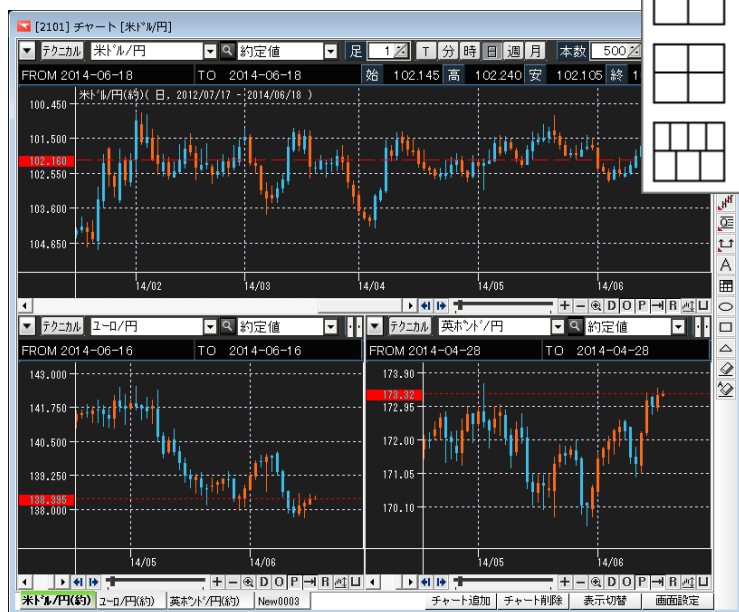 [2101] チャート [米ドル/円]
テクニカル 米ドル/円 約定値 足 1 T 分 時 日 週 月 本数 500
FROM 2014-06-18 TO 2014-06-18 始 102.145 高 102.240 安 102.105 終
米ドル/円(約)( 日, 2012/07/17 - 2014/06/18 )
100.450
101.500
102.160
102.550
103.600
104.650
14/02 14/03 14/04 14/05 14/06
D O P R
テクニカル ユーロ/円 約定値
FROM 2014-06-16 TO 2014-06-16
143.000
141.750
140.500
139.250
138.395
138.000
14/05 14/06
D O P R
テクニカル 英ポンド/円 約定値
FROM 2014-04-28 TO 2014-04-28
173.90
173.32
172.95
172.00
171.05
170.10
14/05 14/06
D O P R
A
米ドル/円(約) ユーロ/円(約) 英ポンド/円(約) New0003 チャート追加 チャート削除 表示切替 画面設定